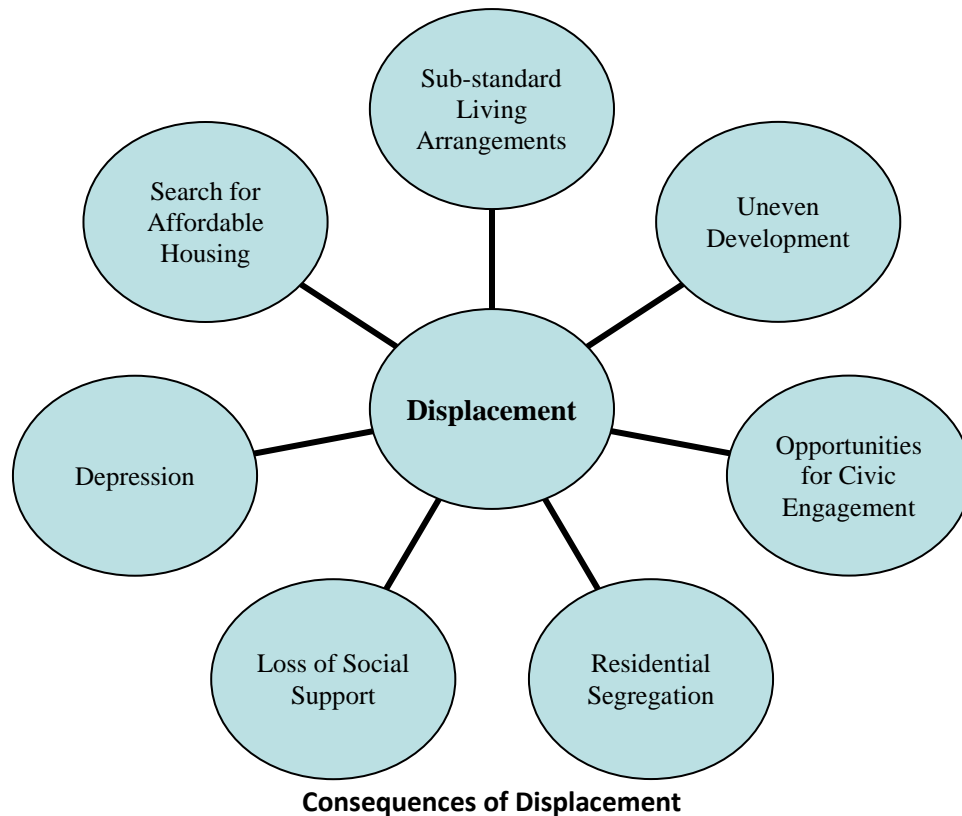 Sub-standard
Living
Arrangements
Search for
Affordable
Housing
Uneven
Development
Displacement
Depression
Opportunities
for Civic
Engagement
Loss of Social
Support
Residential
Segregation
Consequences of Displacement